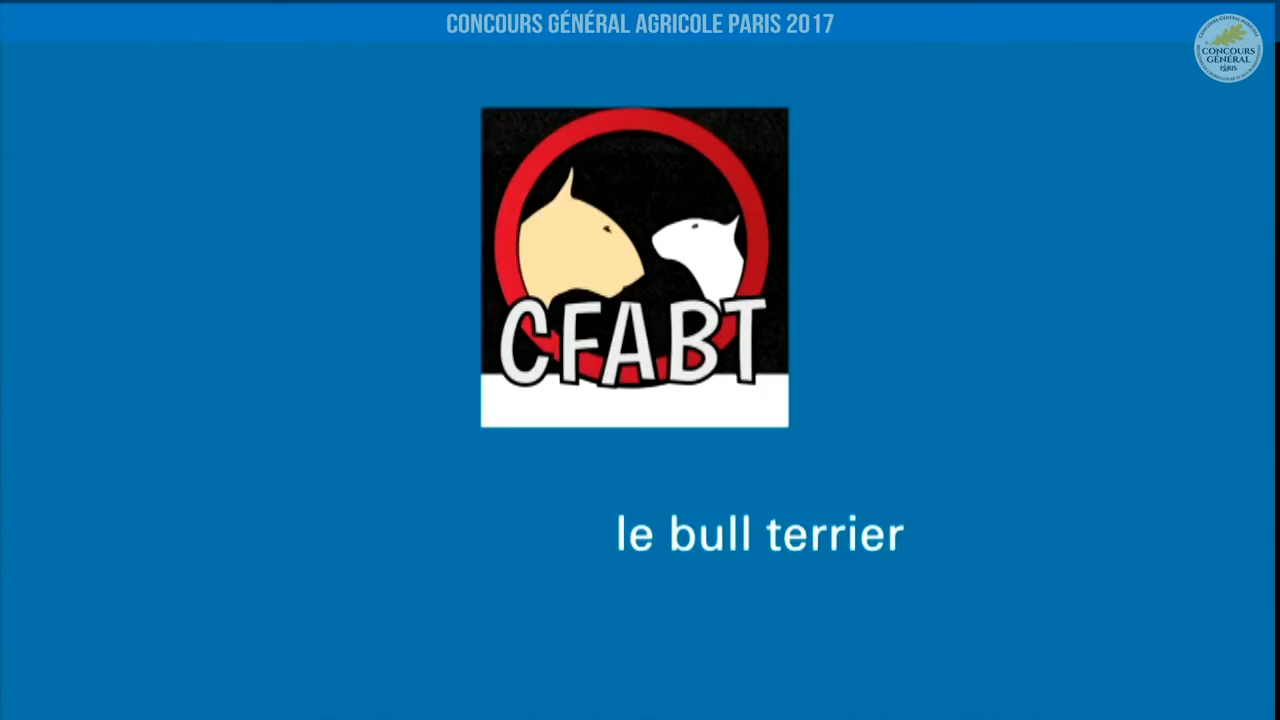 CONCOURS GÉNÉRAL AGRICOLE PARIS 2017
CONCOURS
GÉNÉRAL
PARIS
CFABT
le bull terrier